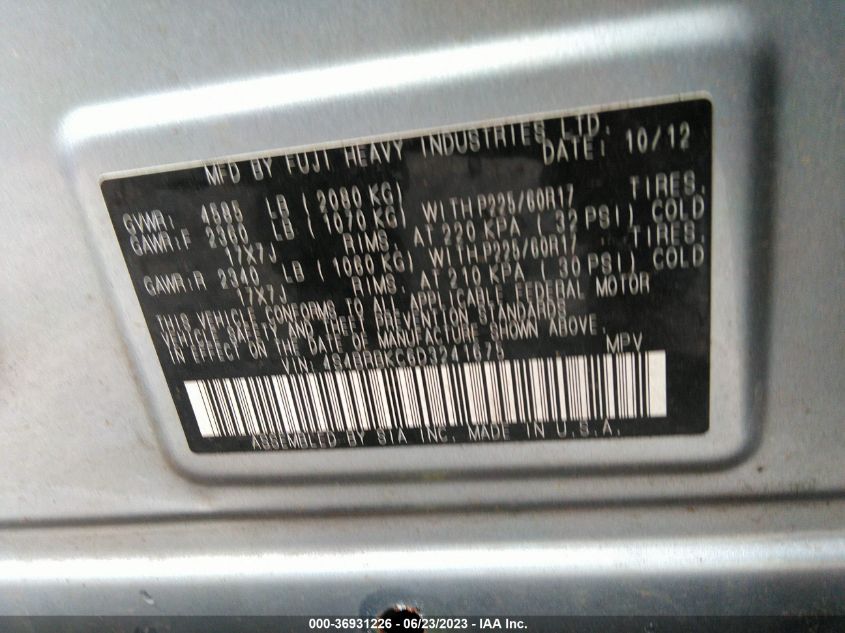 MFD BY FUJI HEAVY INDUSTRIES LTD.
DATE: 10/12
GVWR: 4585 LB (2080 KG)
GAWR:F 2360 LB (1070 KG) WITH P225/60R17 TIRES,
17X7J RIMS, AT 220 KPA ( 32 PSI) COLD
GAWR:R 2340 LB (1060 KG) WITH P225/60R17 TIRES,
17X7J RIMS, AT 210 KPA ( 30 PSI) COLD
THIS VEHICLE CONFORMS TO ALL APPLICABLE FEDERAL MOTOR
VEHICLE SAFETY AND THEFT PREVENTION STANDARDS
IN EFFECT ON THE DATE OF MANUFACTURE SHOWN ABOVE.
VIN: 4S4BRBKC6D3241675 MPV
ASSEMBLED BY SIA INC, MADE IN U.S.A.
000-36931226 - 06/23/2023 - IAA Inc.